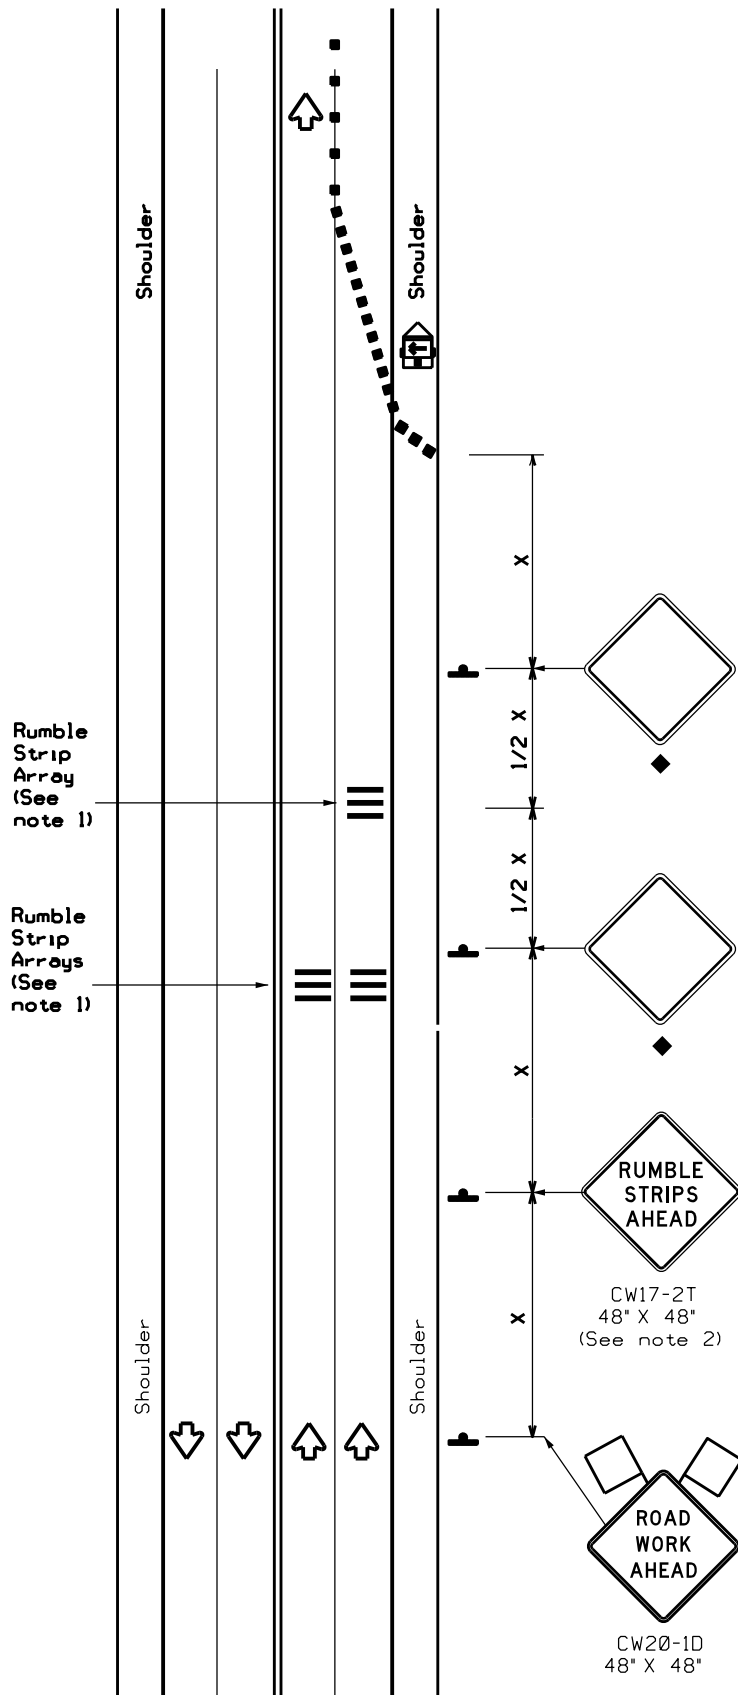 Shoulder
Shoulder
X
1/2 X
Rumble
Strip
Array
(See
note 1)
1/2 X
Rumble
Strip
Arrays
(See
note 1)
X
RUMBLE
STRIPS
AHEAD
CW17-2T
48" X 48"
(See note 2)
X
Shoulder
Shoulder
ROAD
WORK
AHEAD
CW20-1D
48" X 48"